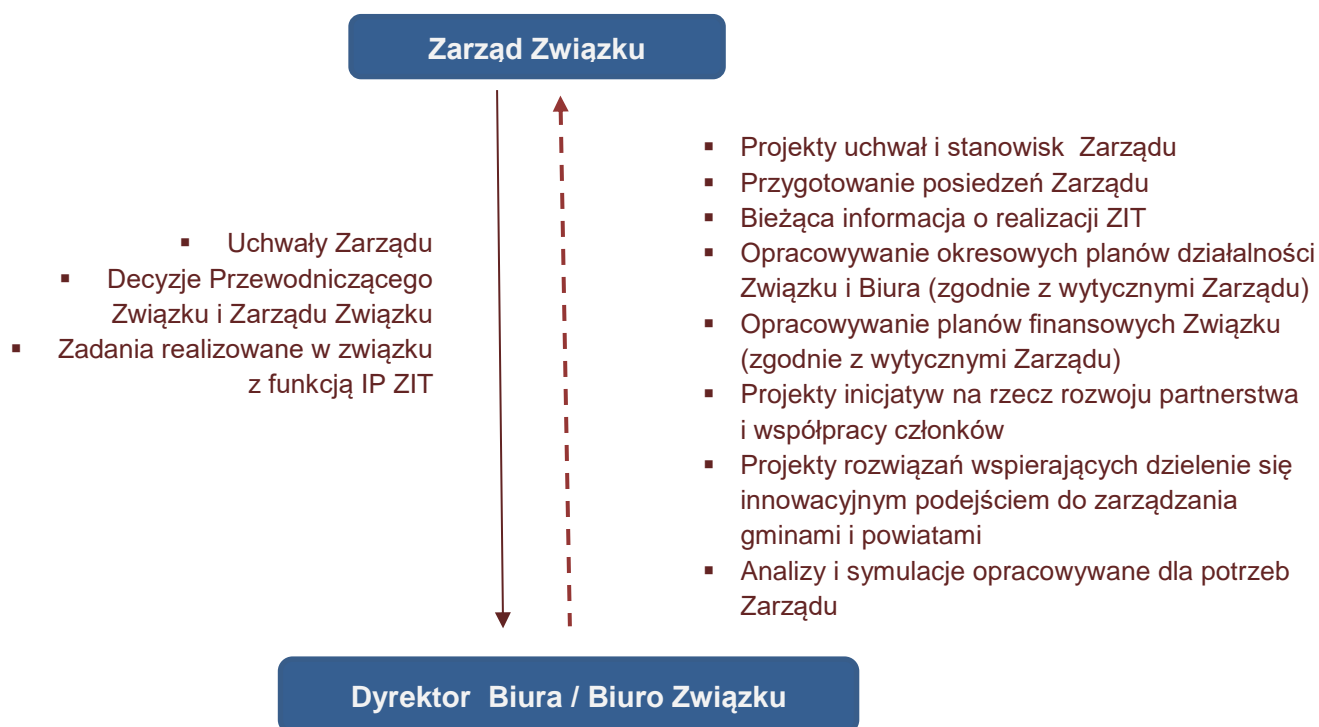 Zarząd Związku
▪ Uchwały Zarządu
▪ Decyzje Przewodniczącego
Związku i Zarządu Związku
▪ Zadania realizowane w związku
z funkcją IP ZIT
▪ Projekty uchwał i stanowisk Zarządu
▪ Przygotowanie posiedzeń Zarządu
▪ Bieżąca informacja o realizacji ZIT
▪ Opracowywanie okresowych planów działalności
Związku i Biura (zgodnie z wytycznymi Zarządu)
▪ Opracowywanie planów finansowych Związku
(zgodnie z wytycznymi Zarządu)
▪ Projekty inicjatyw na rzecz rozwoju partnerstwa
i współpracy członków
▪ Projekty rozwiązań wspierających dzielenie się
innowacyjnym podejściem do zarządzania
gminami i powiatami
▪ Analizy i symulacje opracowywane dla potrzeb
Zarządu
Dyrektor Biura / Biuro Związku